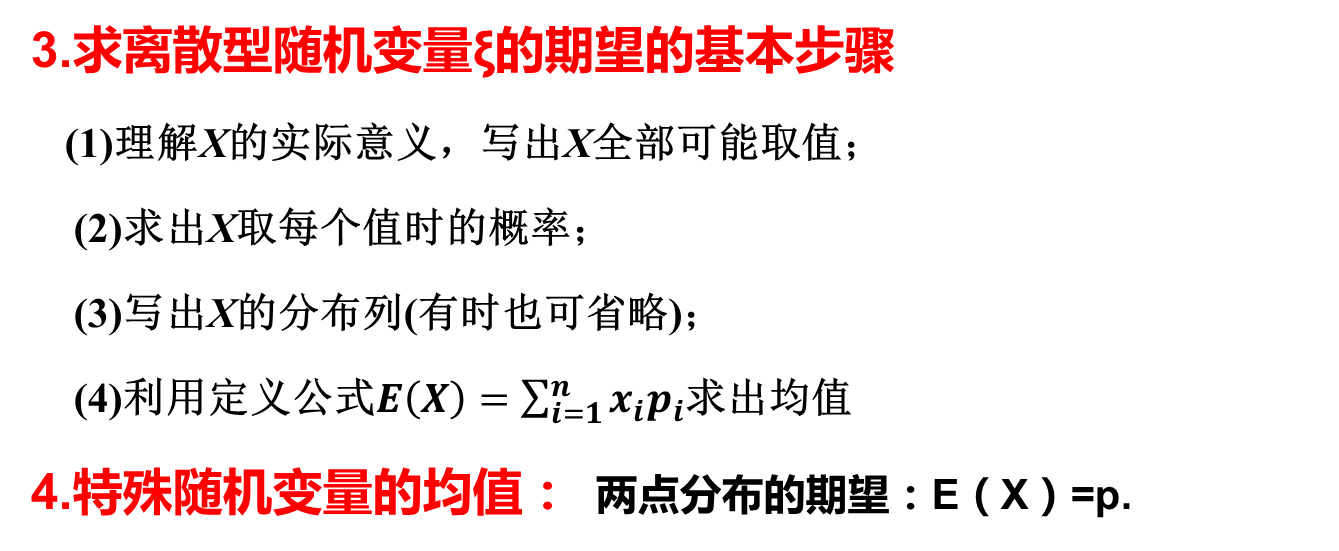 3.求离散型随机变量ξ的期望的基本步骤
(1)理解X的实际意义，写出X全部可能取值；
(2)求出X取每个值时的概率；
(3)写出X的分布列(有时也可省略)；
(4)利用定义公式E(X) = ∑ⁿᵢ₌₁ xᵢpᵢ求出均值
4.特殊随机变量的均值： 两点分布的期望：E（X）=p.